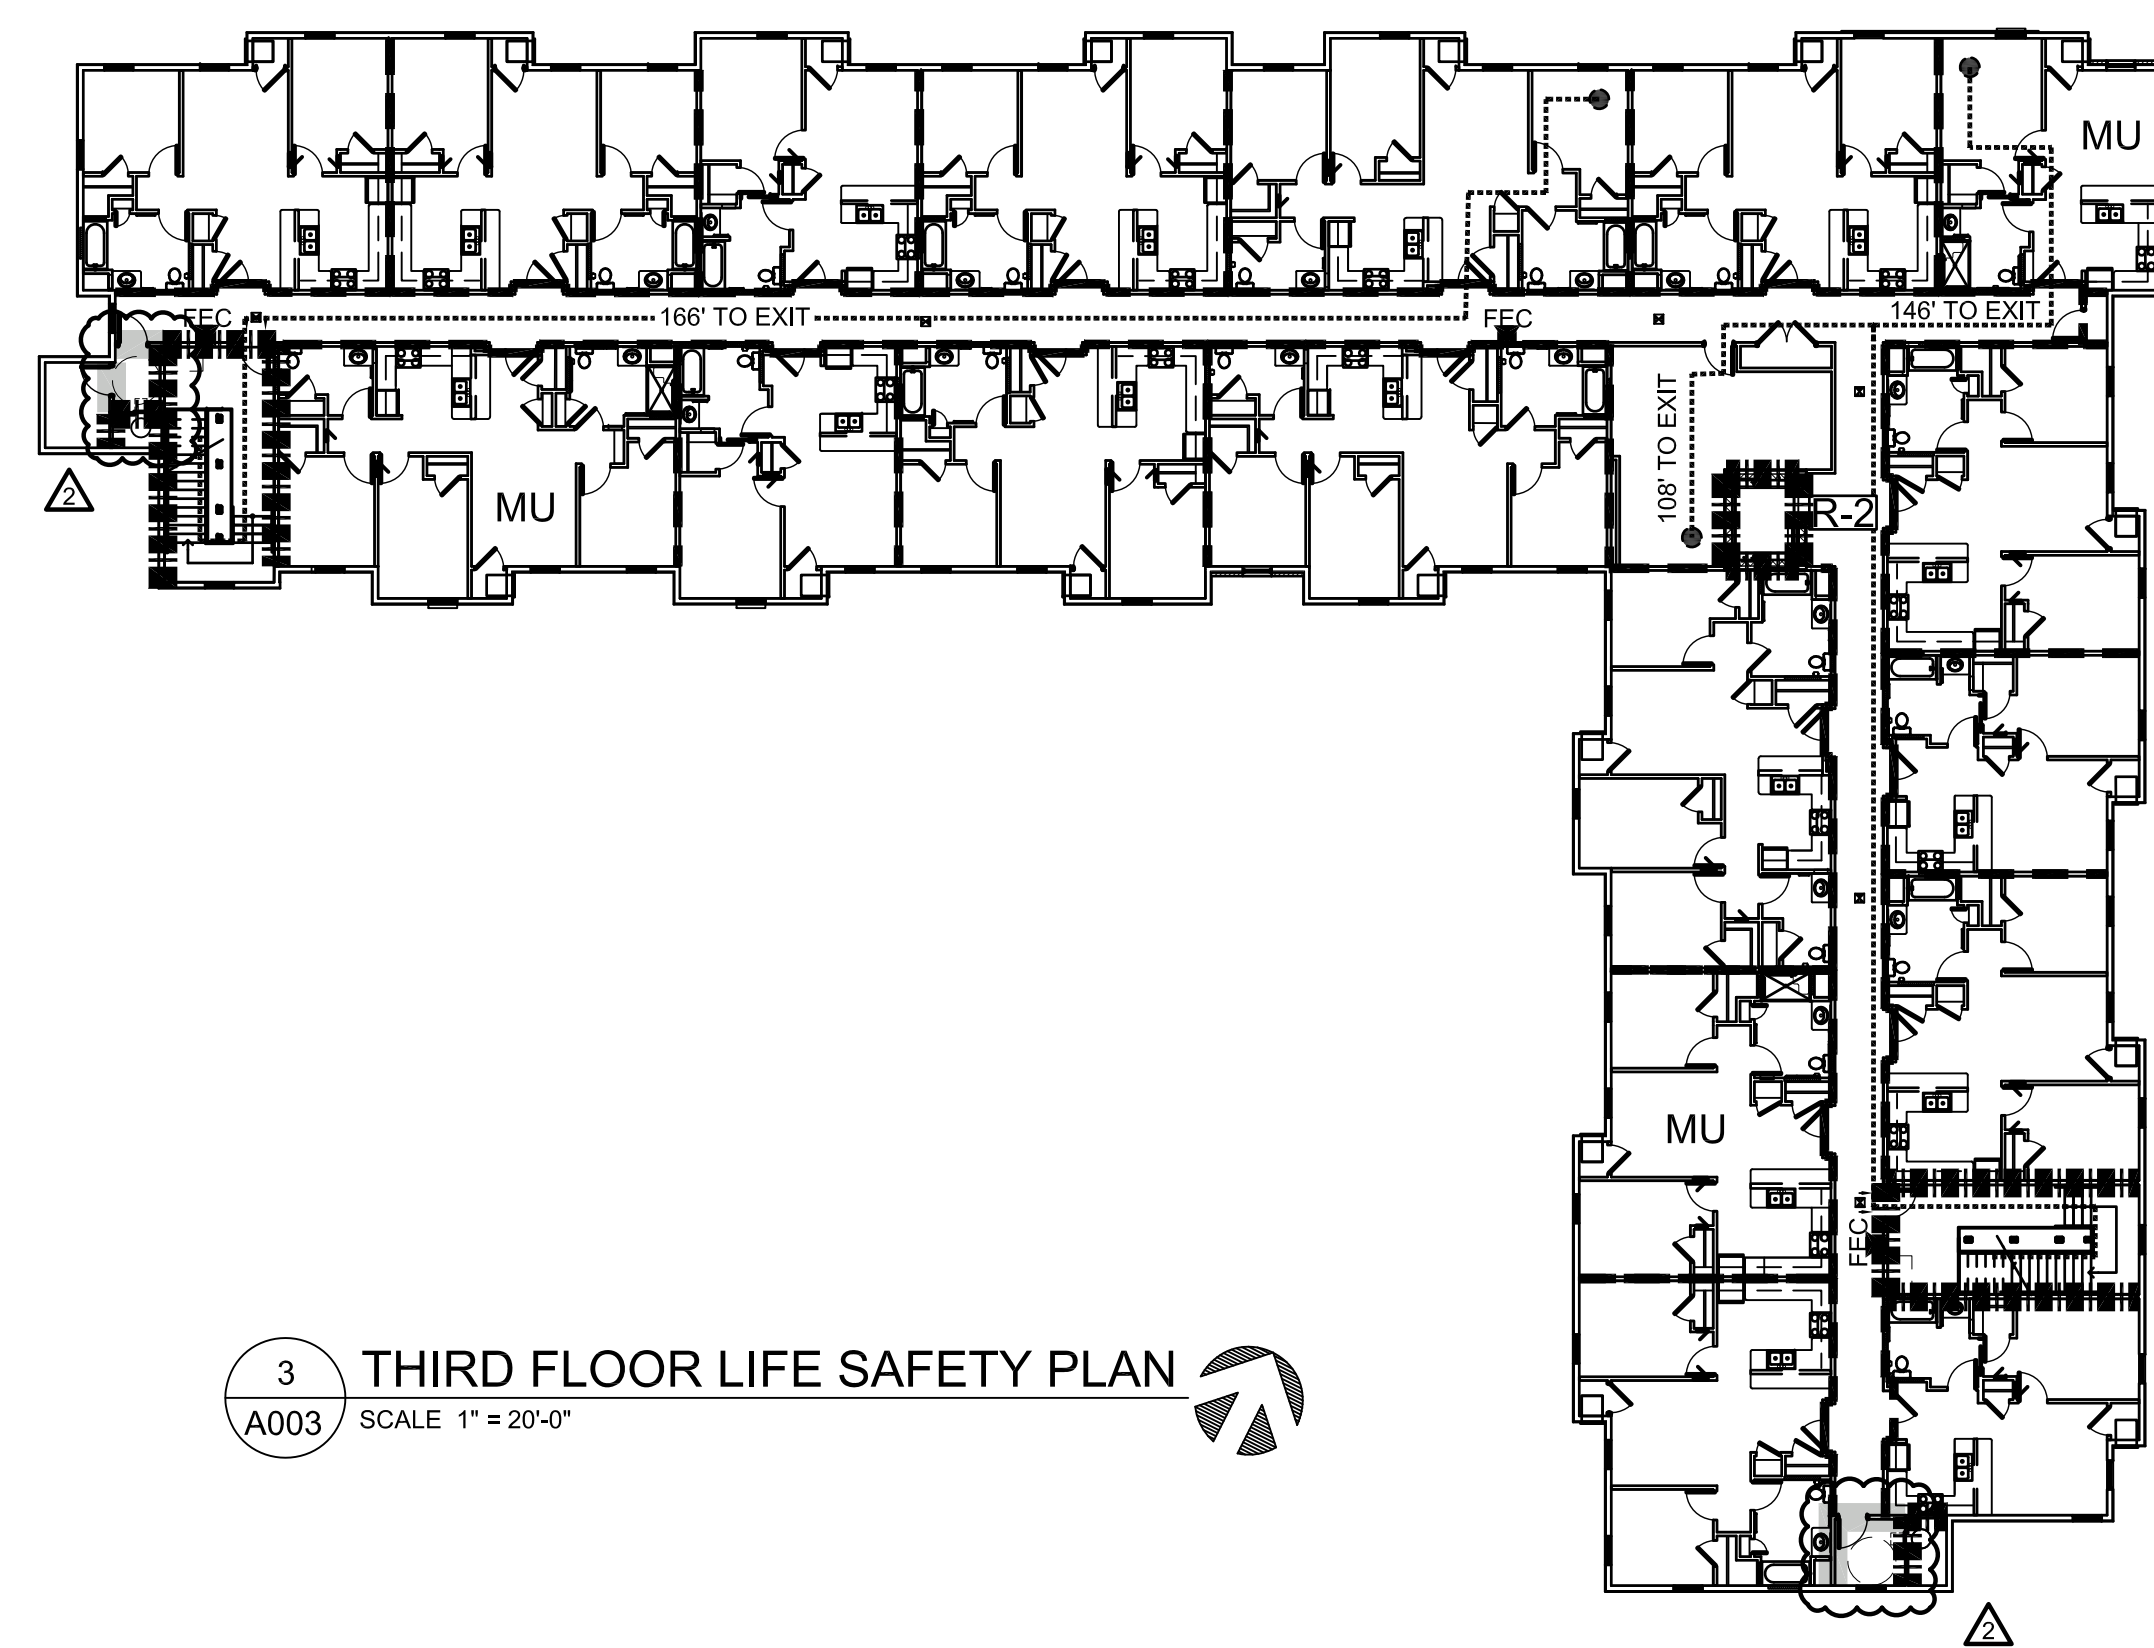 MU
FEC
166' TO EXIT
FEC
146' TO EXIT
108' TO EXIT
2
MU
R-2
MU
FEC
3
A003
THIRD FLOOR LIFE SAFETY PLAN
SCALE 1" = 20'-0"
2